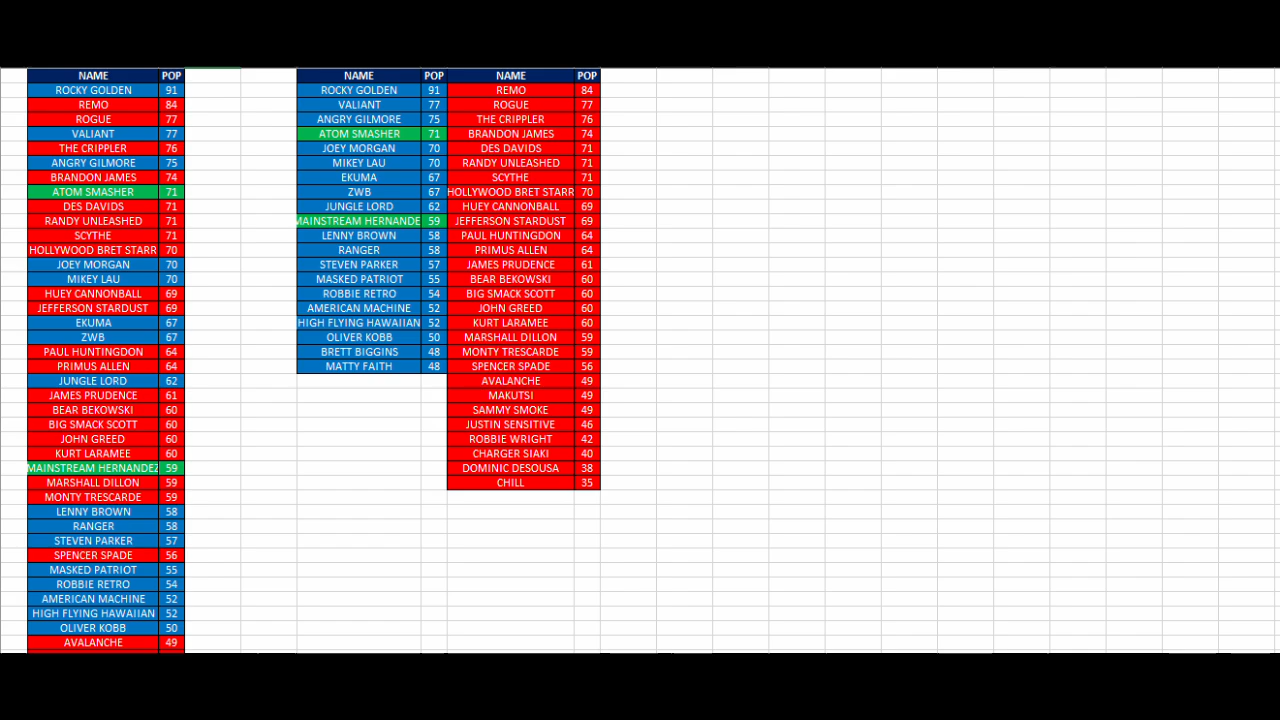 NAME POP
ROCKY GOLDEN 91
REMO 84
ROGUE 77
VALIANT 77
THE CRIPPLER 76
ANGRY GILMORE 75
BRANDON JAMES 74
ATOM SMASHER 71
DES DAVIDS 71
RANDY UNLEASHED 71
SCYTHE 71
HOLLYWOOD BRET STARR 70
JOEY MORGAN 70
MIKEY LAU 70
HUEY CANNONBALL 69
JEFFERSON STARDUST 69
EKUMA 67
ZWB 67
PAUL HUNTINGDON 64
PRIMUS ALLEN 64
JUNGLE LORD 62
JAMES PRUDENCE 61
BEAR BEKOWSKI 60
BIG SMACK SCOTT 60
JOHN GREED 60
KURT LARAMEE 60
MAINSTREAM HERNANDEZ 59
MARSHALL DILLON 59
MONTY TRESCARDE 59
LENNY BROWN 58
RANGER 58
STEVEN PARKER 57
SPENCER SPADE 56
MASKED PATRIOT 55
ROBBIE RETRO 54
AMERICAN MACHINE 52
HIGH FLYING HAWAIIAN 52
OLIVER KOBB 50
AVALANCHE 49
NAME POP NAME POP
ROCKY GOLDEN 91 REMO 84
VALIANT 77 ROGUE 77
ANGRY GILMORE 75 THE CRIPPLER 76
ATOM SMASHER 71 BRANDON JAMES 74
JOEY MORGAN 70 DES DAVIDS 71
MIKEY LAU 70 RANDY UNLEASHED 71
EKUMA 67 SCYTHE 71
ZWB 67 HOLLYWOOD BRET STARR 70
JUNGLE LORD 62 HUEY CANNONBALL 69
MAINSTREAM HERNANDE 59 JEFFERSON STARDUST 69
LENNY BROWN 58 PAUL HUNTINGDON 64
RANGER 58 PRIMUS ALLEN 64
STEVEN PARKER 57 JAMES PRUDENCE 61
MASKED PATRIOT 55 BEAR BEKOWSKI 60
ROBBIE RETRO 54 BIG SMACK SCOTT 60
AMERICAN MACHINE 52 JOHN GREED 60
HIGH FLYING HAWAIIAN 52 KURT LARAMEE 60
OLIVER KOBB 50 MARSHALL DILLON 59
BRETT BIGGINS 48 MONTY TRESCARDE 59
MATTY FAITH 48 SPENCER SPADE 56
AVALANCHE 49
MAKUTSI 49
SAMMY SMOKE 49
JUSTIN SENSITIVE 46
ROBBIE WRIGHT 42
CHARGER SIAKI 40
DOMINIC DESOUSA 38
CHILL 35